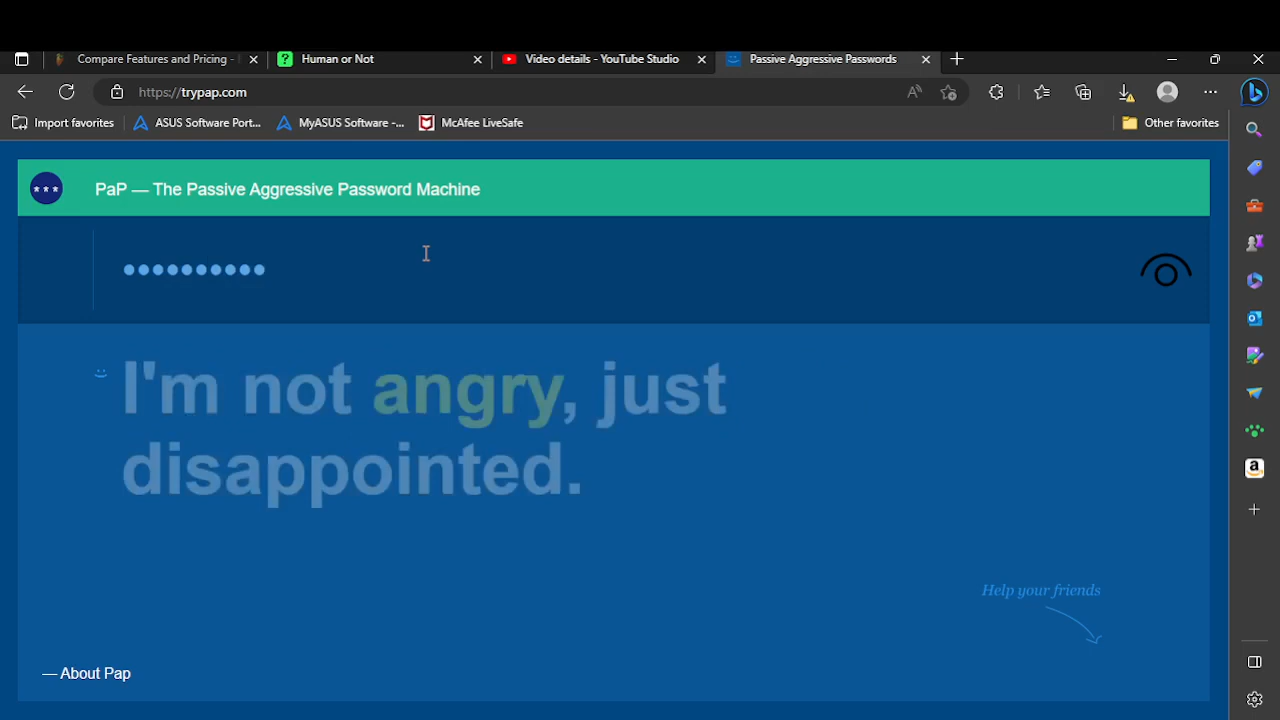 Compare Features and Pricing -
Human or Not
Video details - YouTube Studio
Passive Aggressive Passwords
https://trypap.com
Import favorites
ASUS Software Port...
MyASUS Software -...
McAfee LiveSafe
Other favorites
*** PaP — The Passive Aggressive Password Machine
I'm not angry, just
disappointed.
Help your friends
— About Pap